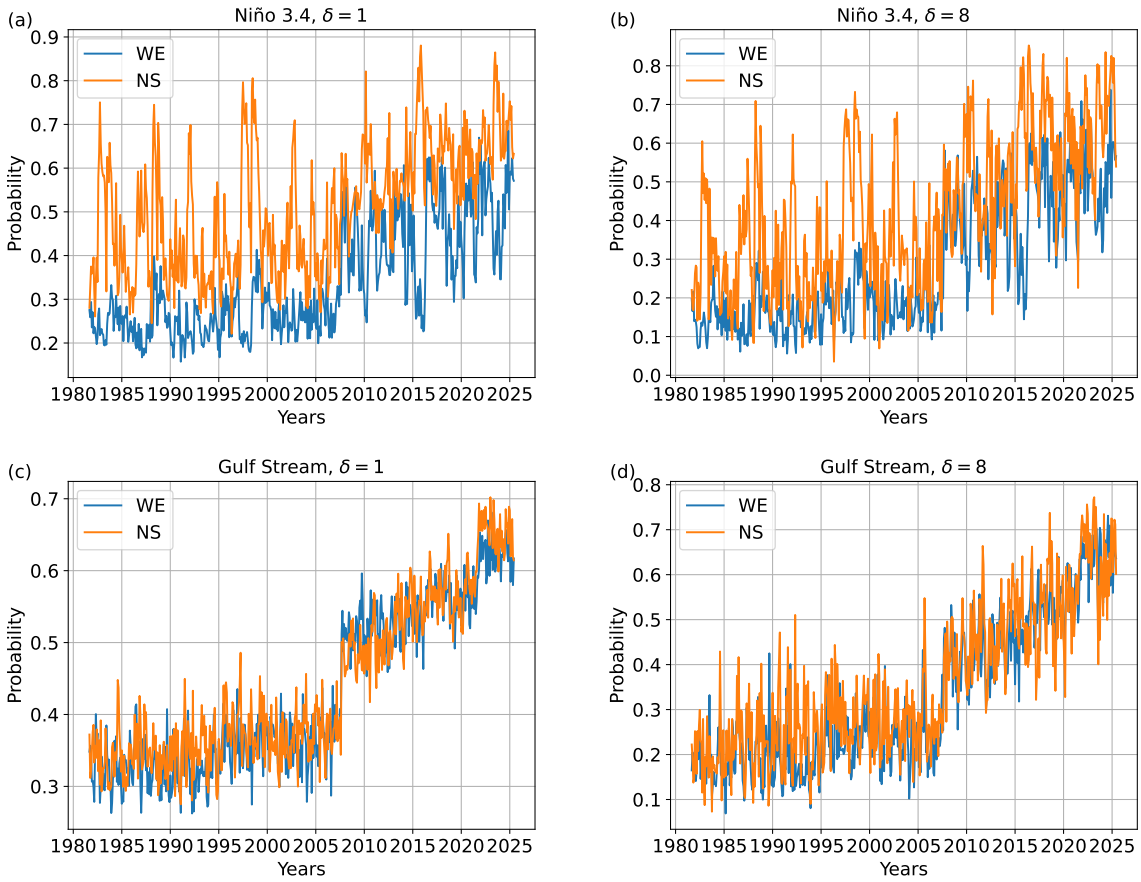 (a)
Niño 3.4, δ = 1
WE
NS
Probability
0.9
0.8
0.7
0.6
0.5
0.4
0.3
0.2
1980 1985 1990 1995 2000 2005 2010 2015 2020 2025
Years
(b)
Niño 3.4, δ = 8
WE
NS
Probability
0.8
0.7
0.6
0.5
0.4
0.3
0.2
0.1
0.0
1980 1985 1990 1995 2000 2005 2010 2015 2020 2025
Years
(c)
Gulf Stream, δ = 1
WE
NS
Probability
0.7
0.6
0.5
0.4
0.3
1980 1985 1990 1995 2000 2005 2010 2015 2020 2025
Years
(d)
Gulf Stream, δ = 8
WE
NS
Probability
0.8
0.7
0.6
0.5
0.4
0.3
0.2
0.1
1980 1985 1990 1995 2000 2005 2010 2015 2020 2025
Years